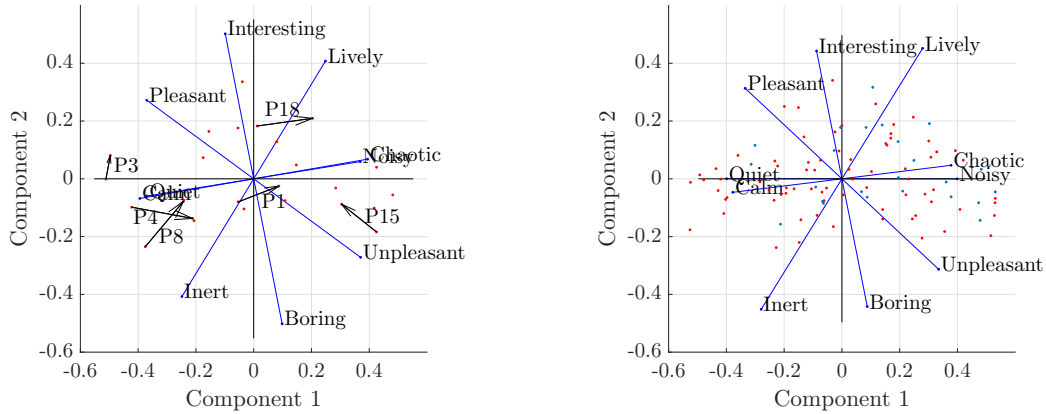 Interesting
Lively
0.4
Pleasant
0.2
P18
Component 2
Chaotic
Noisy
P3
0
Quiet
Calm
P4
P1
P15
P8
-0.2
Unpleasant
Inert
-0.4
Boring
-0.6
-0.6 -0.4 -0.2 0 0.2 0.4
Component 1
Interesting
Lively
0.4
Pleasant
0.2
Component 2
Chaotic
0
Quiet
Noisy
Calm
-0.2
Unpleasant
Inert
-0.4
Boring
-0.6
-0.6 -0.4 -0.2 0 0.2 0.4
Component 1